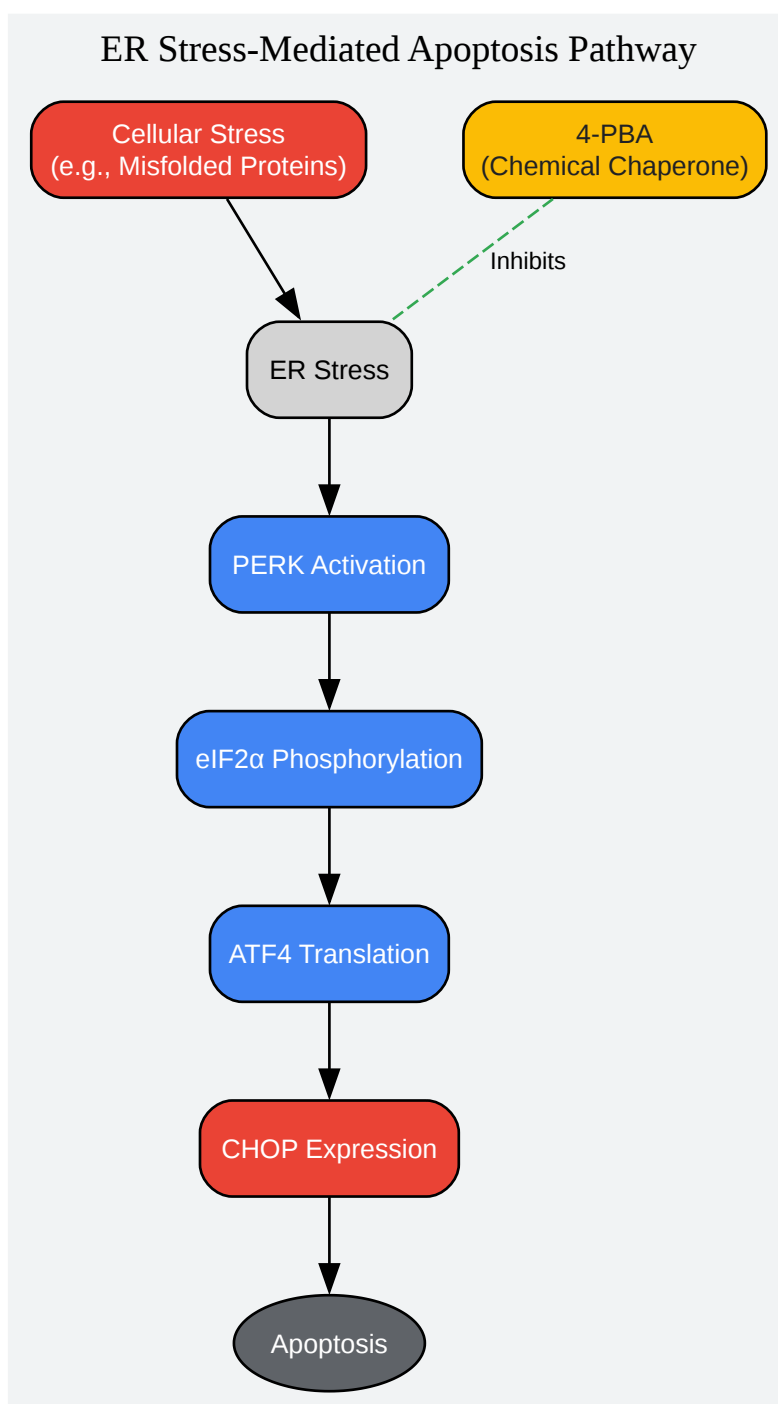 ER Stress-Mediated Apoptosis Pathway
Cellular Stress
(e.g., Misfolded Proteins)
4-PBA
(Chemical Chaperone)
Inhibits
ER Stress
PERK Activation
eIF2α Phosphorylation
ATF4 Translation
CHOP Expression
Apoptosis